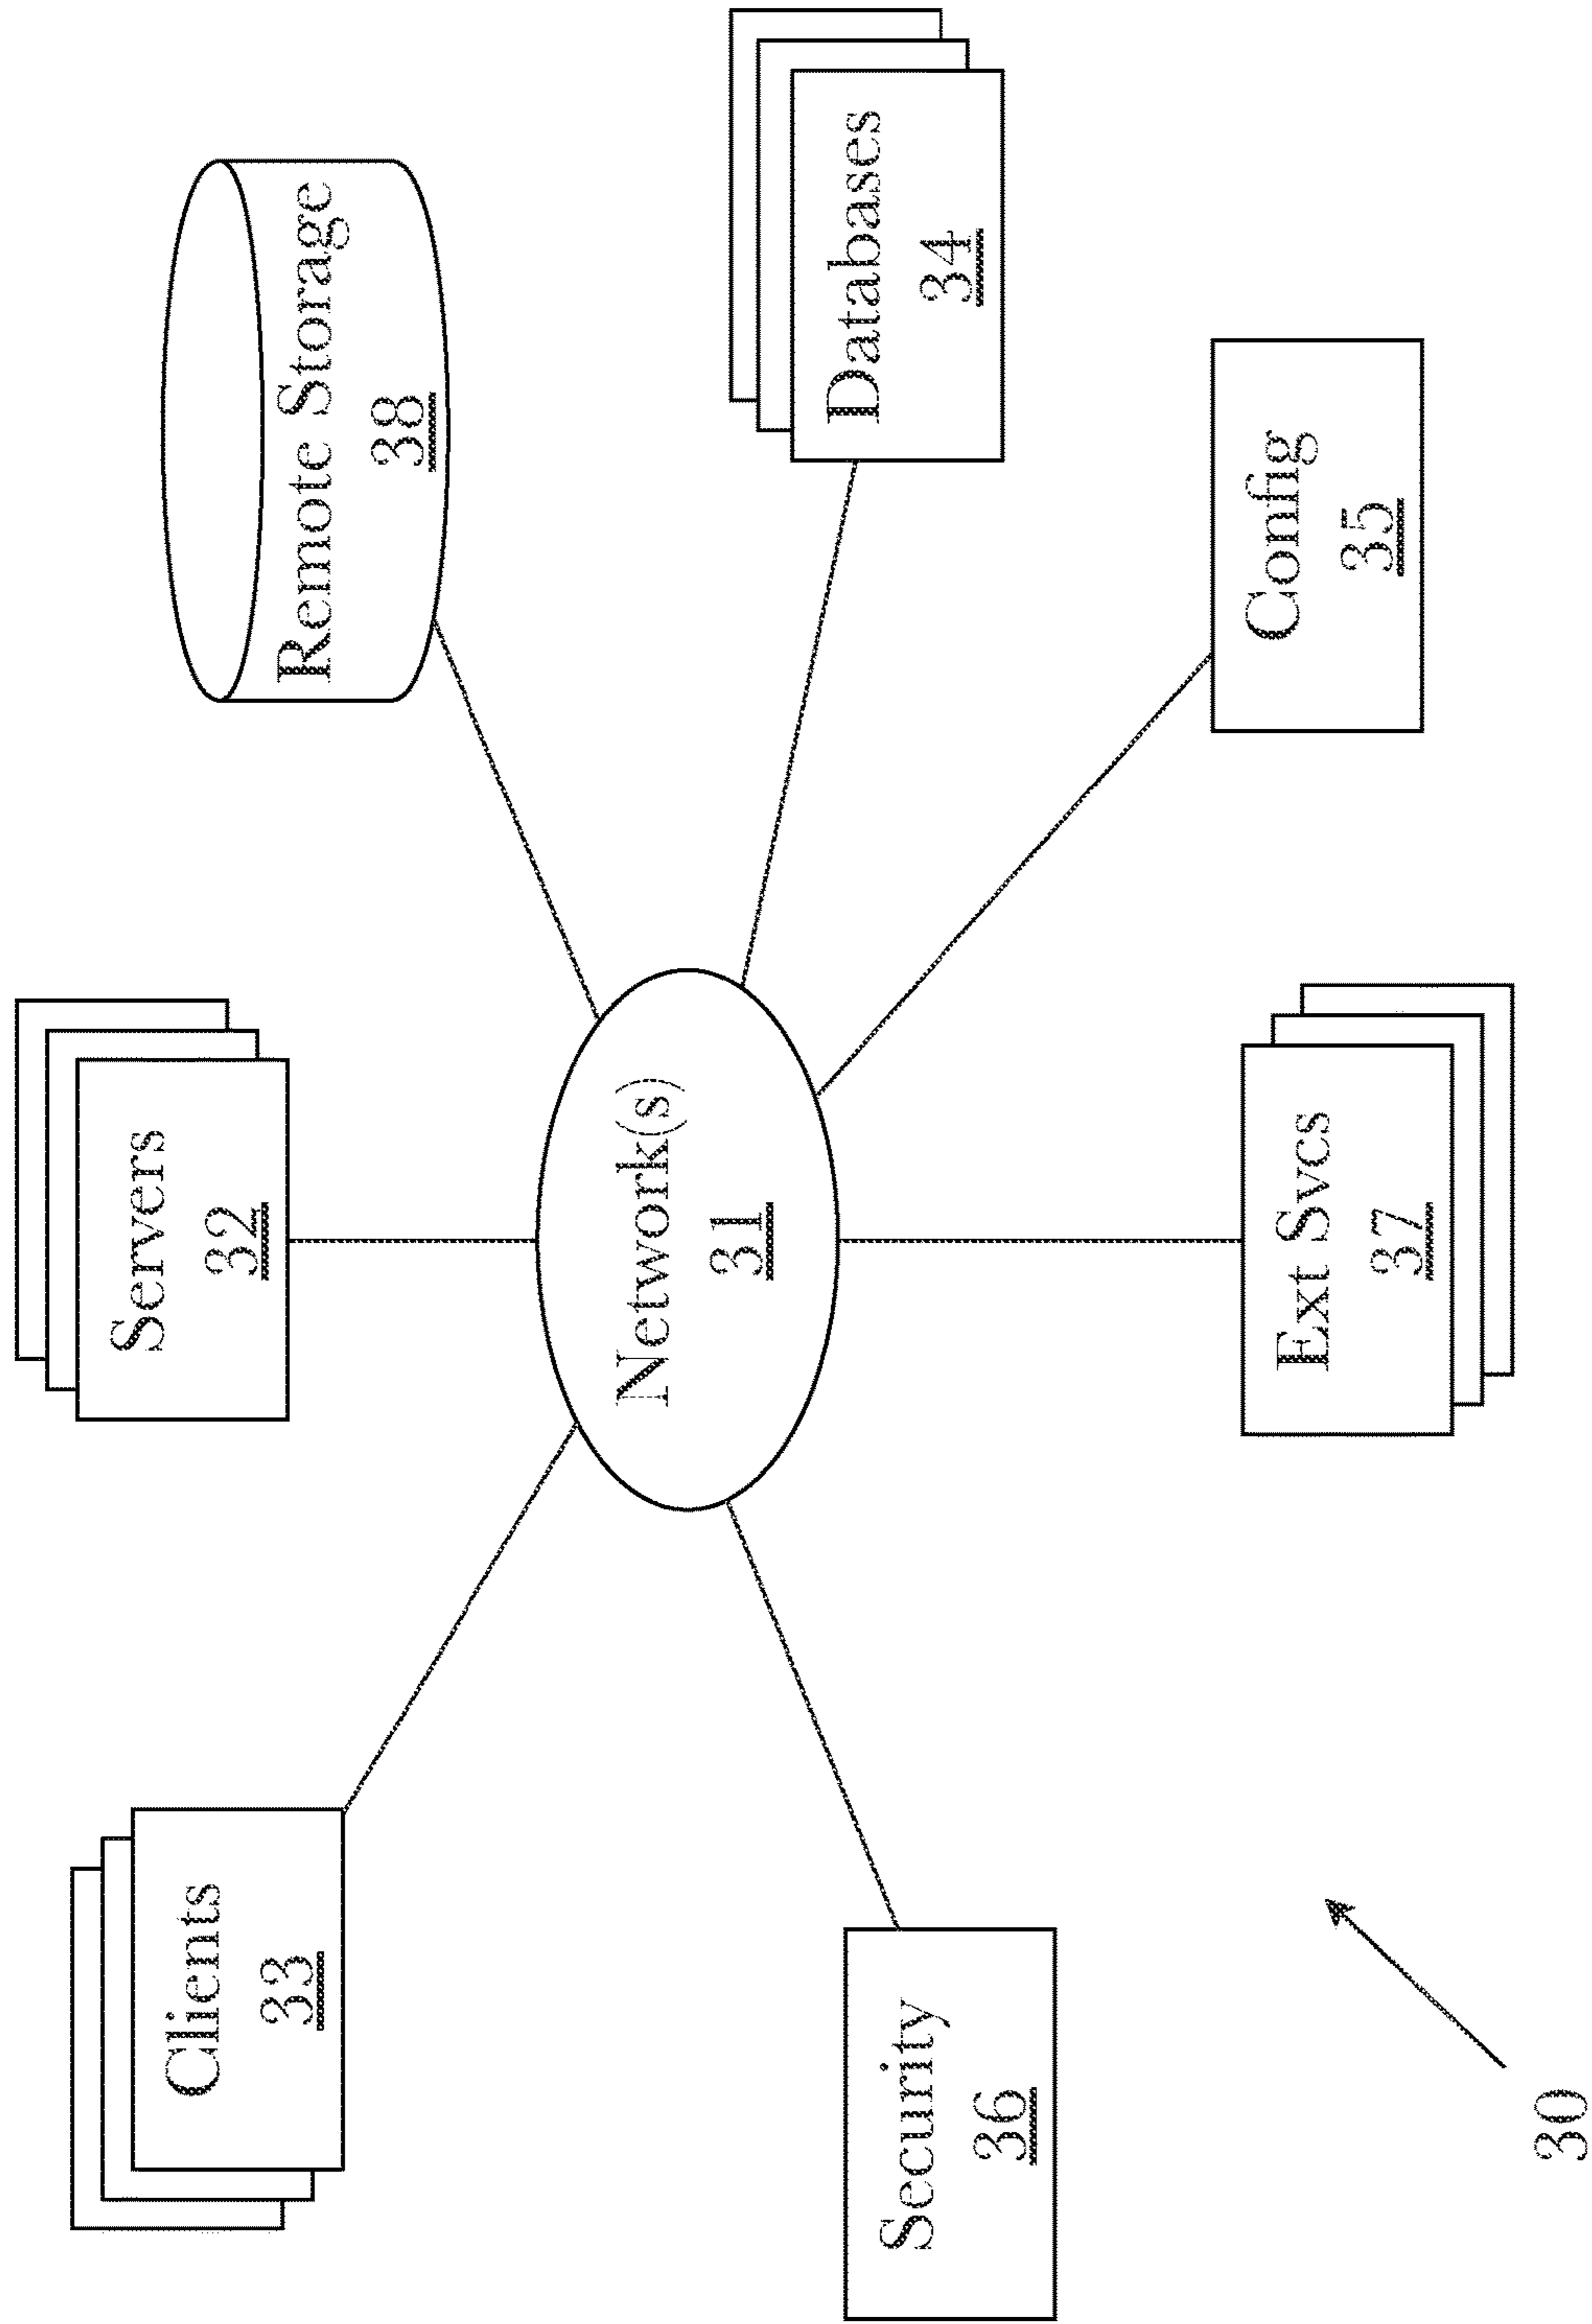 Servers
32
Clients
33
Remote Storage
38
Network(s)
31
Databases
34
Security
36
Ext Svcs
37
Config
35
30